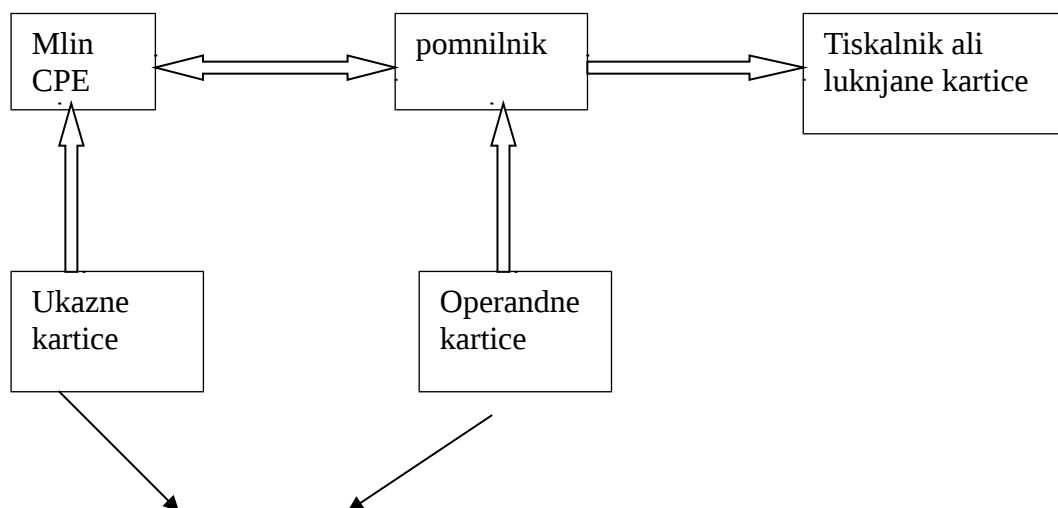 Mlin
CPE
pomnilnik
Tiskalnik ali
luknjane kartice
Ukazne
kartice
Operandne
kartice